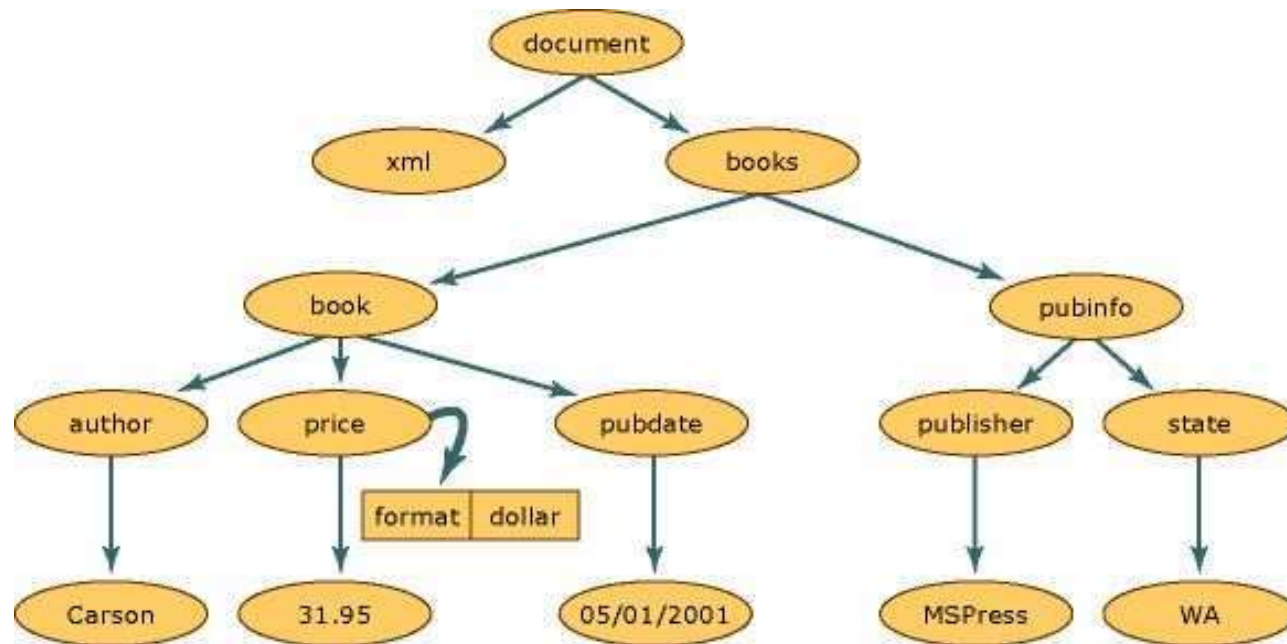 document
xml
books
book
pubinfo
author
price
pubdate
publisher
state
format
dollar
Carson
31.95
05/01/2001
MSPress
WA